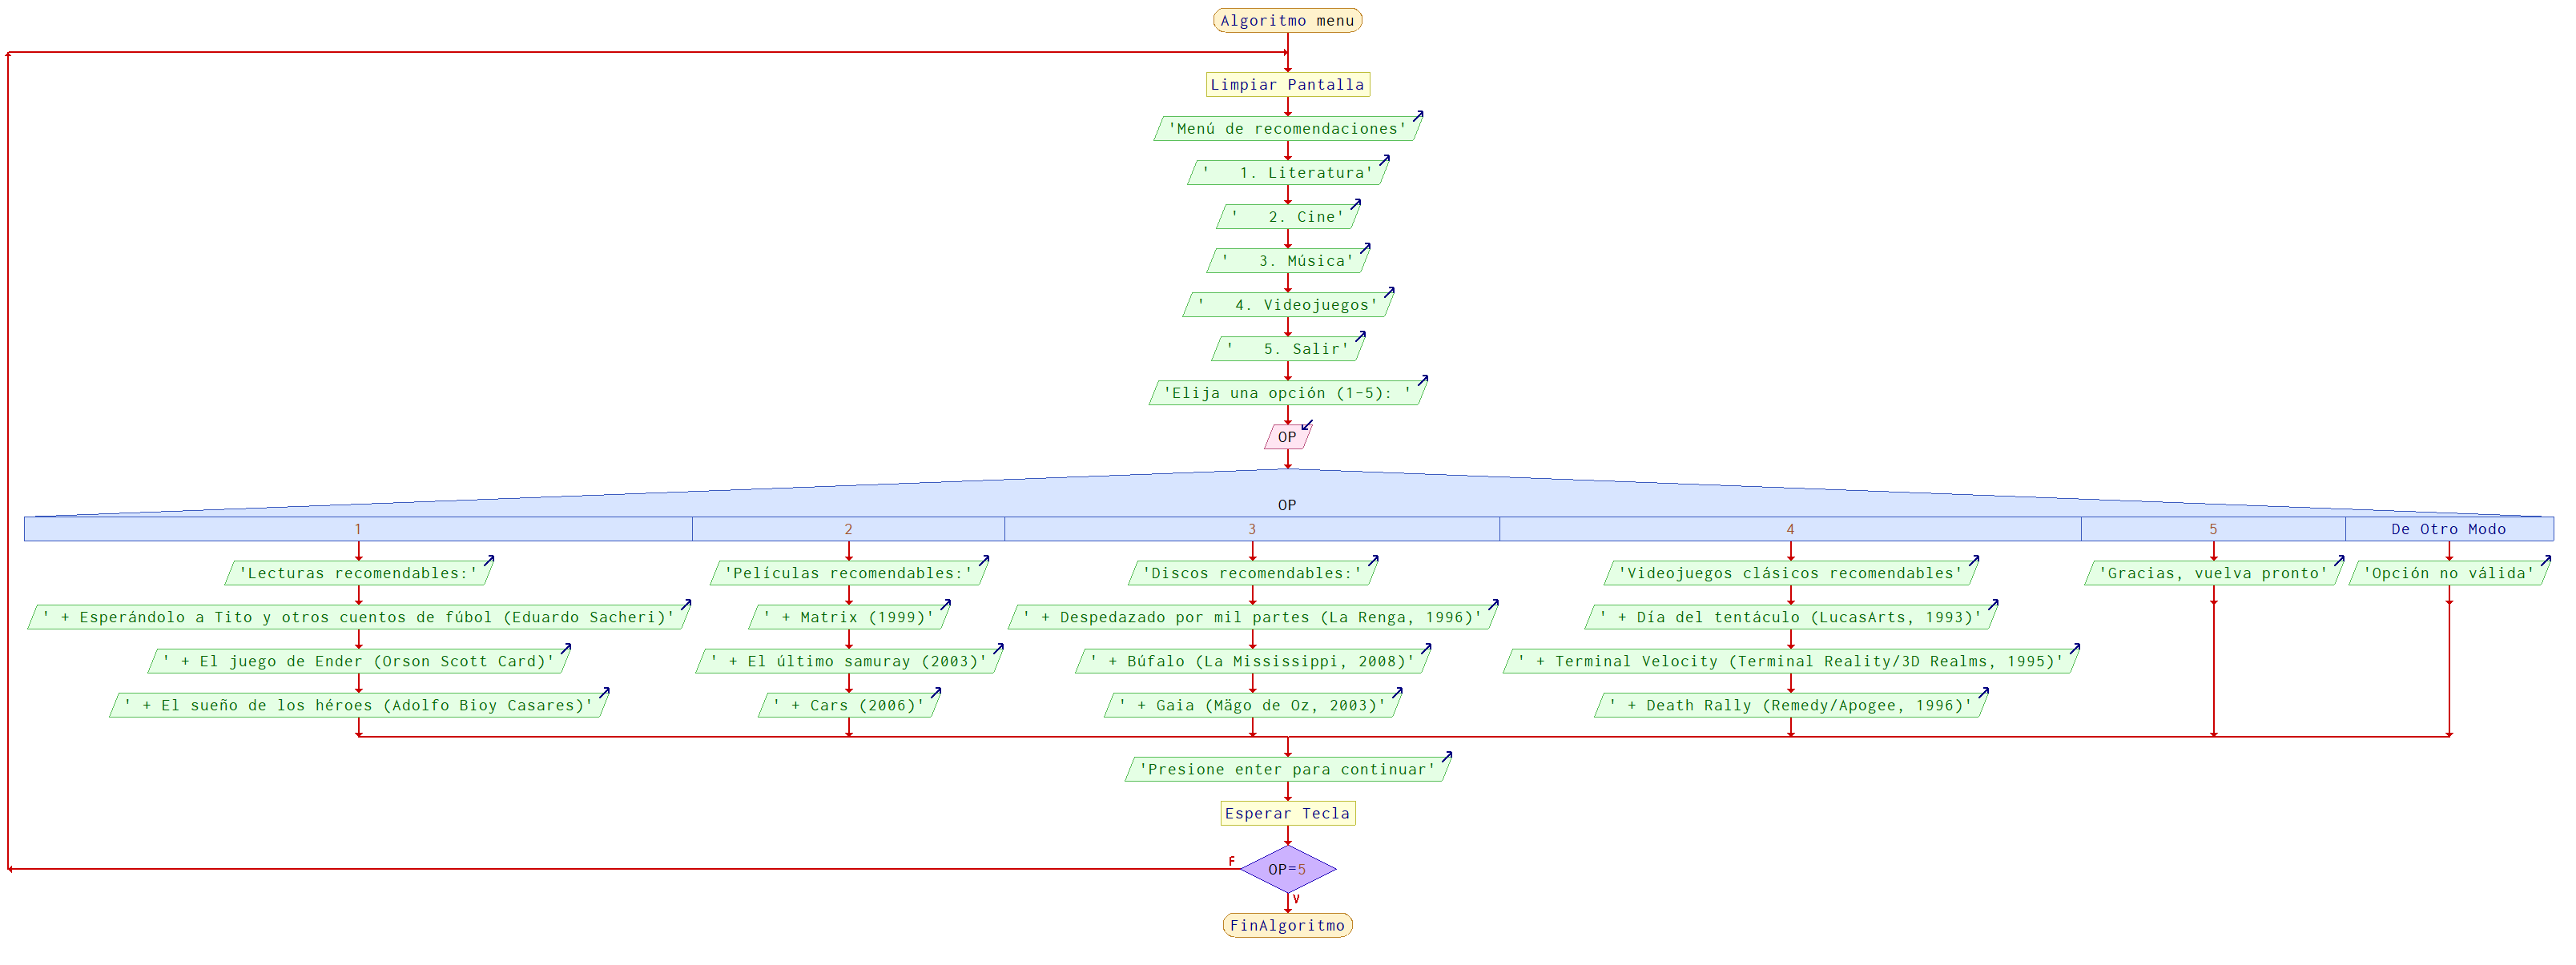 Algoritmo menu
Limpiar Pantalla
'Menú de recomendaciones'
'   1. Literatura'
'   2. Cine'
'   3. Música'
'   4. Videojuegos'
'   5. Salir'
'Elija una opción (1-5): '
OP
OP
1 2 3 4 5 De Otro Modo
'Lecturas recomendables:' 'Películas recomendables:' 'Discos recomendables:' 'Videojuegos clásicos recomendables' 'Gracias, vuelva pronto' 'Opción no válida'
' + Esperándolo a Tito y otros cuentos de fúbol (Eduardo Sacheri)' ' + Matrix (1999)' ' + Despedazado por mil partes (La Renga, 1996)' ' + Día del tentáculo (LucasArts, 1993)'
' + El juego de Ender (Orson Scott Card)' ' + El último samuray (2003)' ' + Búfalo (La Mississippi, 2008)' ' + Terminal Velocity (Terminal Reality/3D Realms, 1995)'
' + El sueño de los héroes (Adolfo Bioy Casares)' ' + Cars (2006)' ' + Gaia (Mägo de Oz, 2003)' ' + Death Rally (Remedy/Apogee, 1996)'
'Presione enter para continuar'
Esperar Tecla
F
OP=5
V
FinAlgoritmo